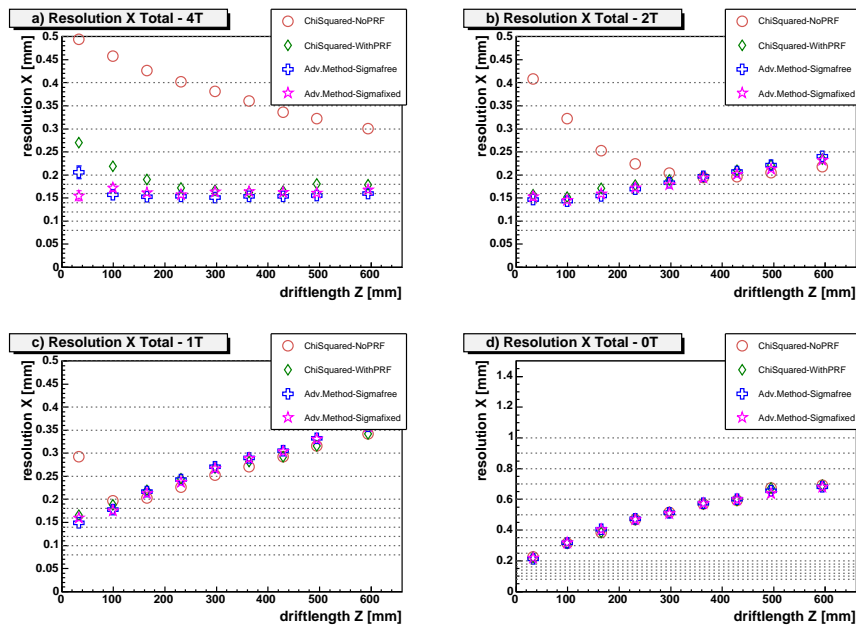 a) Resolution X Total - 4T
resolution X [mm]
0.5
0.45
0.4
0.35
0.3
0.25
0.2
0.15
0.1
0.05
0
0 100 200 300 400 500 600
driftlength Z [mm]
ChiSquared-NoPRF
ChiSquared-WithPRF
Adv.Method-Sigmafree
Adv.Method-Sigmafixed
b) Resolution X Total - 2T
resolution X [mm]
0.5
0.45
0.4
0.35
0.3
0.25
0.2
0.15
0.1
0.05
0
0 100 200 300 400 500 600
driftlength Z [mm]
ChiSquared-NoPRF
ChiSquared-WithPRF
Adv.Method-Sigmafree
Adv.Method-Sigmafixed
c) Resolution X Total - 1T
resolution X [mm]
0.5
0.45
0.4
0.35
0.3
0.25
0.2
0.15
0.1
0.05
0
0 100 200 300 400 500 600
driftlength Z [mm]
ChiSquared-NoPRF
ChiSquared-WithPRF
Adv.Method-Sigmafree
Adv.Method-Sigmafixed
d) Resolution X Total - 0T
resolution X [mm]
1.4
1.2
1
0.8
0.6
0.4
0.2
0
0 100 200 300 400 500 600
driftlength Z [mm]
ChiSquared-NoPRF
ChiSquared-WithPRF
Adv.Method-Sigmafree
Adv.Method-Sigmafixed